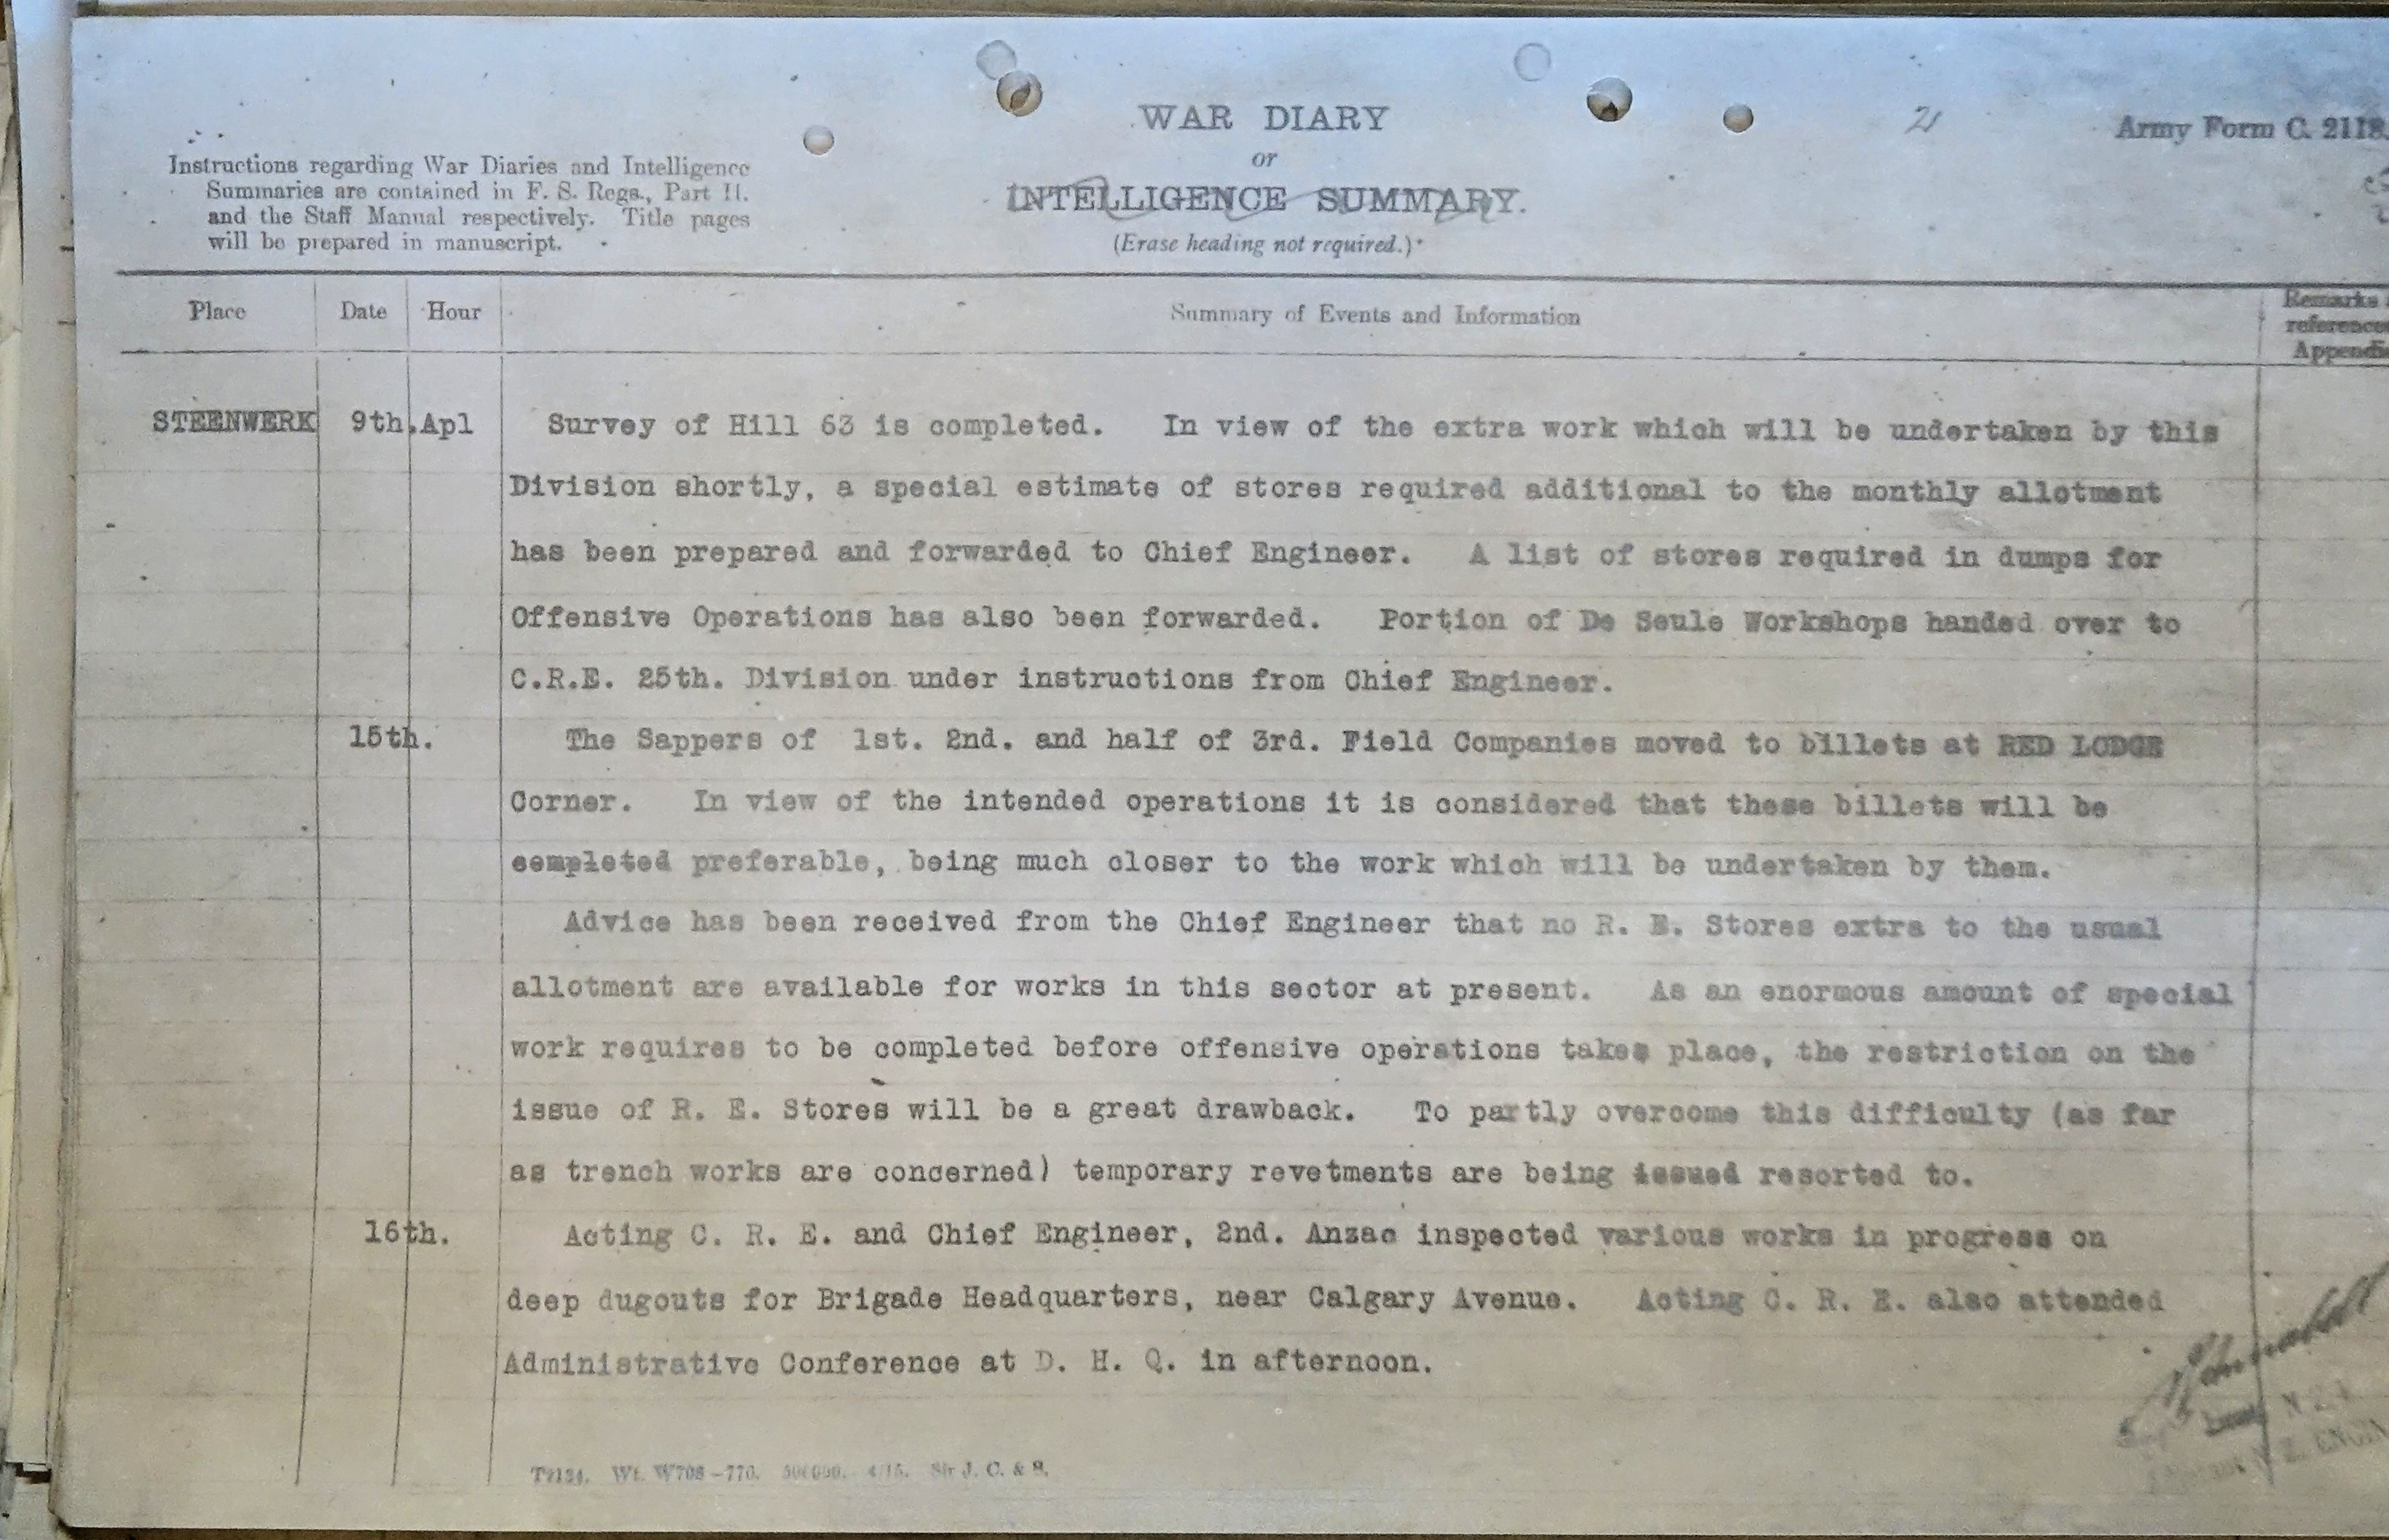 WAR DIARY
or
INTELLIGENCE SUMMARY.
(Erase heading not required.)
Army Form C. 2118.
Instructions regarding War Diaries and Intelligence
Summaries are contained in F. S. Regs., Part II.
and the Staff Manual respectively. Title pages
will be prepared in manuscript.
Place Date Hour Summary of Events and Information Remarks
reference
Appendi
STEENWERK 9th.Apl Survey of Hill 63 is completed. In view of the extra work which will be undertaken by this
Division shortly, a special estimate of stores required additional to the monthly allotment
has been prepared and forwarded to Chief Engineer. A list of stores required in dumps for
Offensive Operations has also been forwarded. Portion of De Seule Workshops handed over to
C.R.E. 25th. Division under instructions from Chief Engineer.
15th. The Sappers of 1st. 2nd. and half of 3rd. Field Companies moved to billets at RED LODGE
Corner. In view of the intended operations it is considered that these billets will be
completed preferable, being much closer to the work which will be undertaken by them.
Advice has been received from the Chief Engineer that no R. E. Stores extra to the usual
allotment are available for works in this sector at present. As an enormous amount of special
work requires to be completed before offensive operations takes place, the restriction on the
issue of R. E. Stores will be a great drawback. To partly overcome this difficulty (as far
as trench works are concerned) temporary revetments are being issued resorted to.
16th. Acting C. R. E. and Chief Engineer, 2nd. Anzac inspected various works in progress on
deep dugouts for Brigade Headquarters, near Calgary Avenue. Acting C. R. E. also attended
Administrative Conference at D. H. Q. in afternoon.
T2134. Wt. W708-776. 500000. 4/15. Sir J. C. & S.